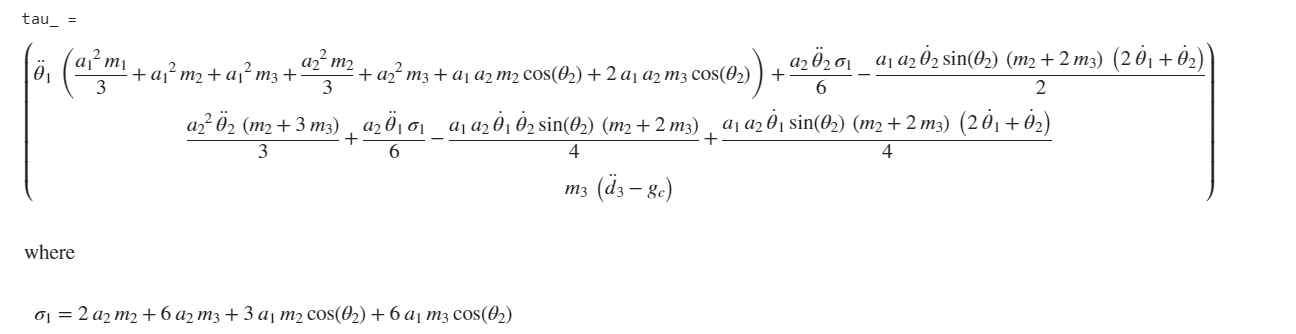 tau_ =
θ̈₁ (a₁² m₁/3 + a₁² m₂ + a₁² m₃ + a₂² m₂/3 + a₂² m₃ + a₁ a₂ m₂ cos(θ₂) + 2 a₁ a₂ m₃ cos(θ₂)) + a₂ θ̈₂ σ₁/6 − a₁ a₂ θ̇₂ sin(θ₂) (m₂ + 2 m₃) (2 θ̇₁ + θ̇₂)/2
a₂² θ̈₂ (m₂ + 3 m₃)/3 + a₂ θ̈₁ σ₁/6 − a₁ a₂ θ̇₁ θ̇₂ sin(θ₂) (m₂ + 2 m₃)/4 + a₁ a₂ θ̇₁ sin(θ₂) (m₂ + 2 m₃) (2 θ̇₁ + θ̇₂)/4
m₃ (d̈₃ − g_c)
where
σ₁ = 2 a₂ m₂ + 6 a₂ m₃ + 3 a₁ m₂ cos(θ₂) + 6 a₁ m₃ cos(θ₂)